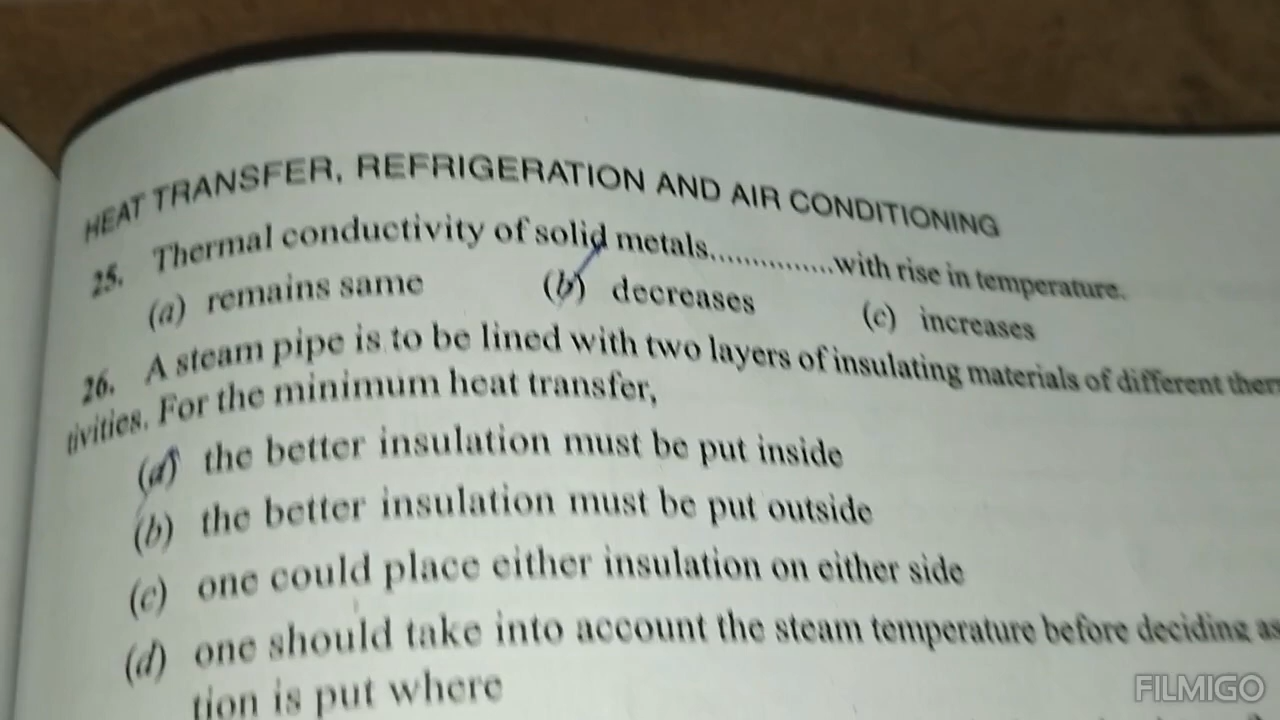 HEAT TRANSFER, REFRIGERATION AND AIR CONDITIONING
25. Thermal conductivity of solid metals...............with rise in temperature.
(a) remains same (b) decreases (c) increases
26. A steam pipe is to be lined with two layers of insulating materials of different
tivities. For the minimum heat transfer,
(a) the better insulation must be put inside
(b) the better insulation must be put outside
(c) one could place either insulation on either side
(d) one should take into account the steam temperature before deciding as
tion is put where
FILMIGO